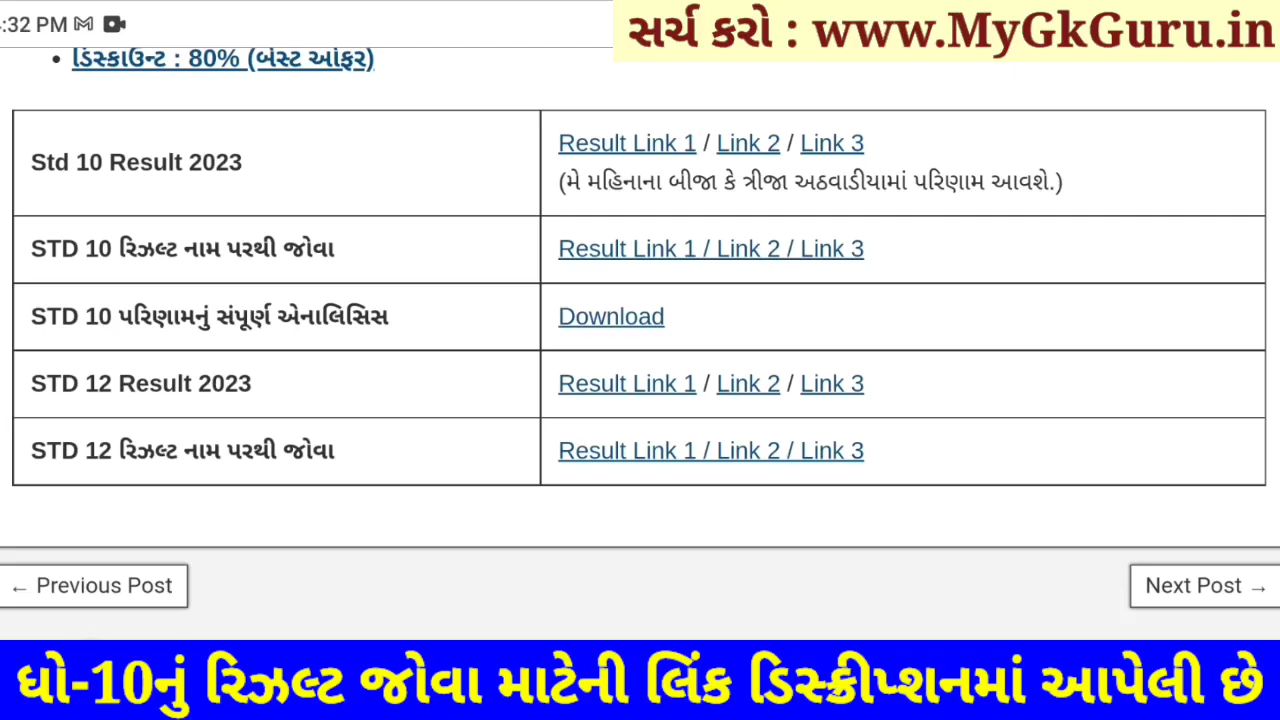 :32 PM
સર્ચ કરો : www.MyGkGuru.in
• ડિસ્કાઉન્ટ : 80% (બેસ્ટ ઓફર)
Std 10 Result 2023
Result Link 1 / Link 2 / Link 3
(મે મહિનાના બીજા કે ત્રીજા અઠવાડીયામાં પરિણામ આવશે.)
STD 10 રિઝલ્ટ નામ પરથી જોવા
Result Link 1 / Link 2 / Link 3
STD 10 પરિણામનું સંપૂર્ણ એનાલિસિસ
Download
STD 12 Result 2023
Result Link 1 / Link 2 / Link 3
STD 12 રિઝલ્ટ નામ પરથી જોવા
Result Link 1 / Link 2 / Link 3
← Previous Post
Next Post →
ધો-10નું રિઝલ્ટ જોવા માટેની લિંક ડિસ્ક્રીપ્શનમાં આપેલી છે